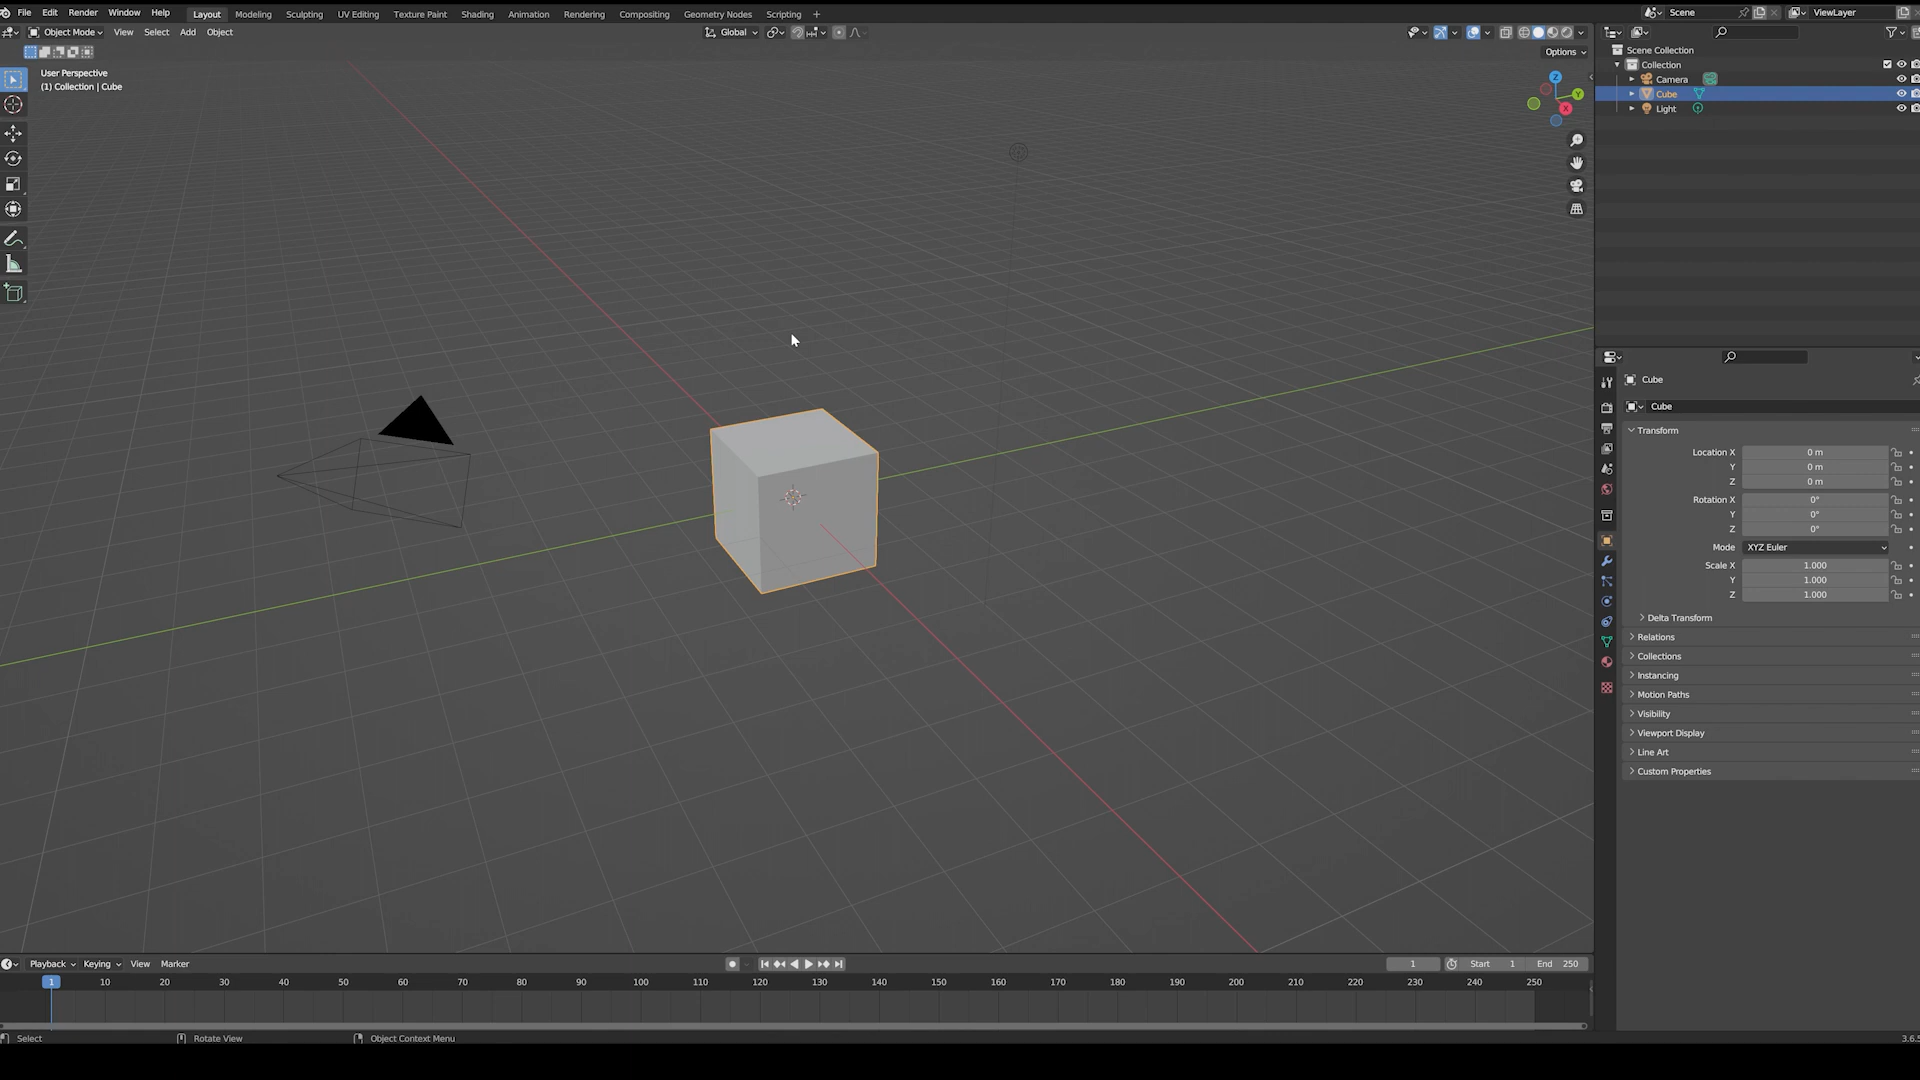 File Edit Render Window Help Layout Modeling Sculpting UV Editing Texture Paint Shading Animation Rendering Compositing Geometry Nodes Scripting + Scene ViewLayer
Object Mode View Select Add Object Global
Options
User Perspective
(1) Collection | Cube
Z
Y
X
Scene Collection
Collection
Camera
Cube
Light
Cube
Cube
Transform
Location X 0 m
Y 0 m
Z 0 m
Rotation X 0°
Y 0°
Z 0°
Mode XYZ Euler
Scale X 1.000
Y 1.000
Z 1.000
Delta Transform
Relations
Collections
Instancing
Motion Paths
Visibility
Viewport Display
Line Art
Custom Properties
Playback Keying View Marker 1 Start 1 End 250
1 10 20 30 40 50 60 70 80 90 100 110 120 130 140 150 160 170 180 190 200 210 220 230 240 250
Select Rotate View Object Context Menu